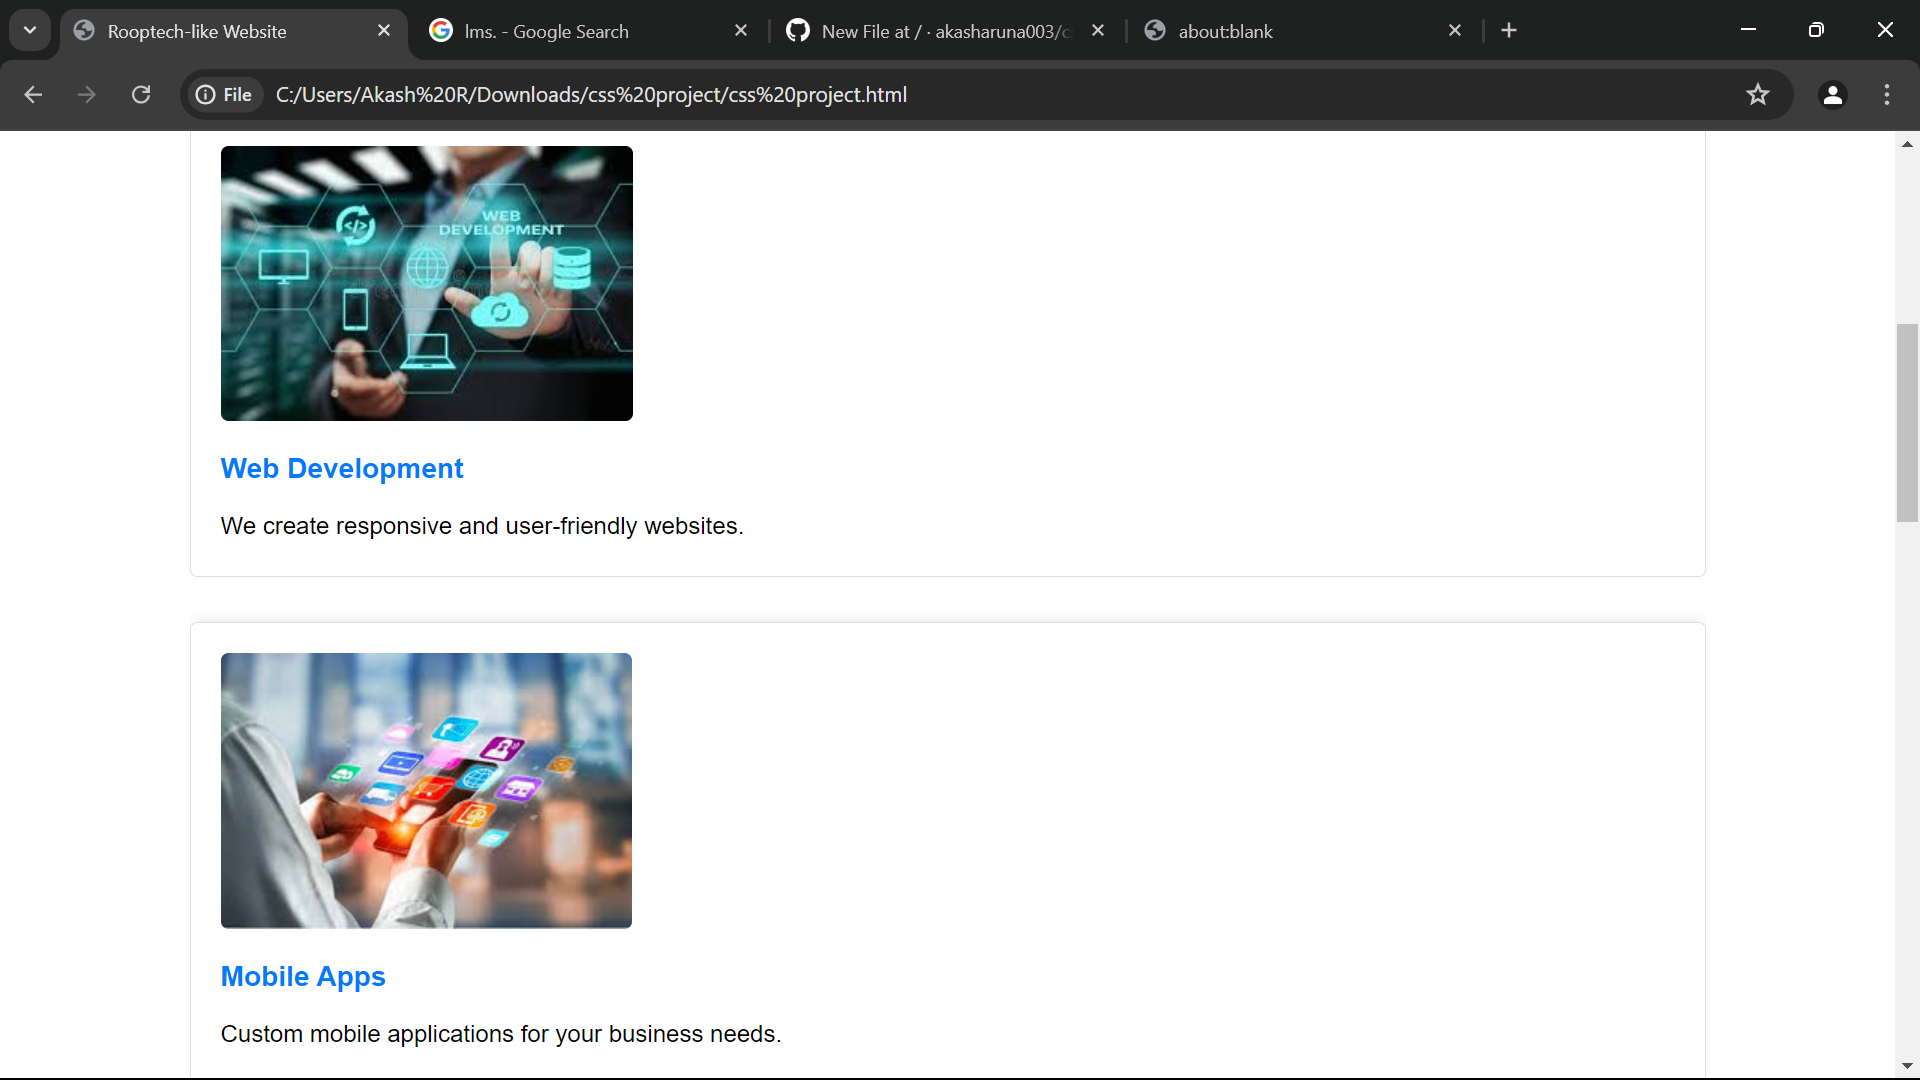 Rooptech-like Website
lms. - Google Search
New File at / · akasharuna003/c
about:blank
File
C:/Users/Akash%20R/Downloads/css%20project/css%20project.html
WEB
DEVELOPMENT
Web Development
We create responsive and user-friendly websites.
Mobile Apps
Custom mobile applications for your business needs.